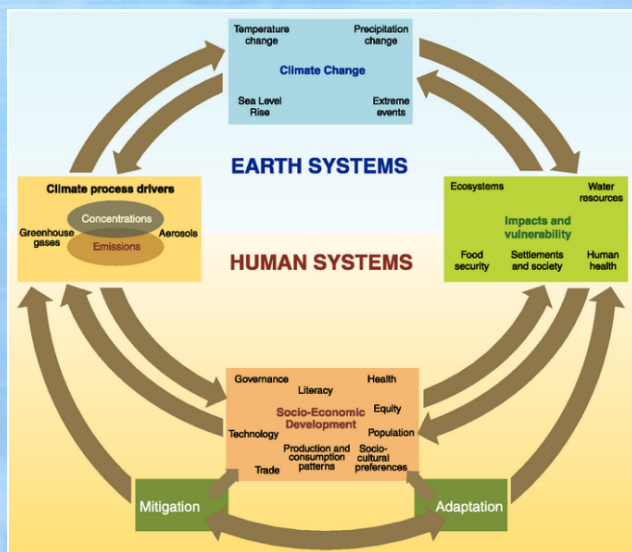 Temperature
change
Precipitation
change
Climate Change
Sea Level
Rise
Extreme
events
EARTH SYSTEMS
Climate process drivers
Concentrations
Greenhouse
gases
Aerosols
Emissions
Ecosystems
Water
resources
Impacts and
vulnerability
Food
security
Settlements
and society
Human
health
HUMAN SYSTEMS
Governance
Literacy
Health
Equity
Socio-Economic
Development
Technology
Population
Production and
consumption
patterns
Socio-
cultural
preferences
Trade
Mitigation
Adaptation